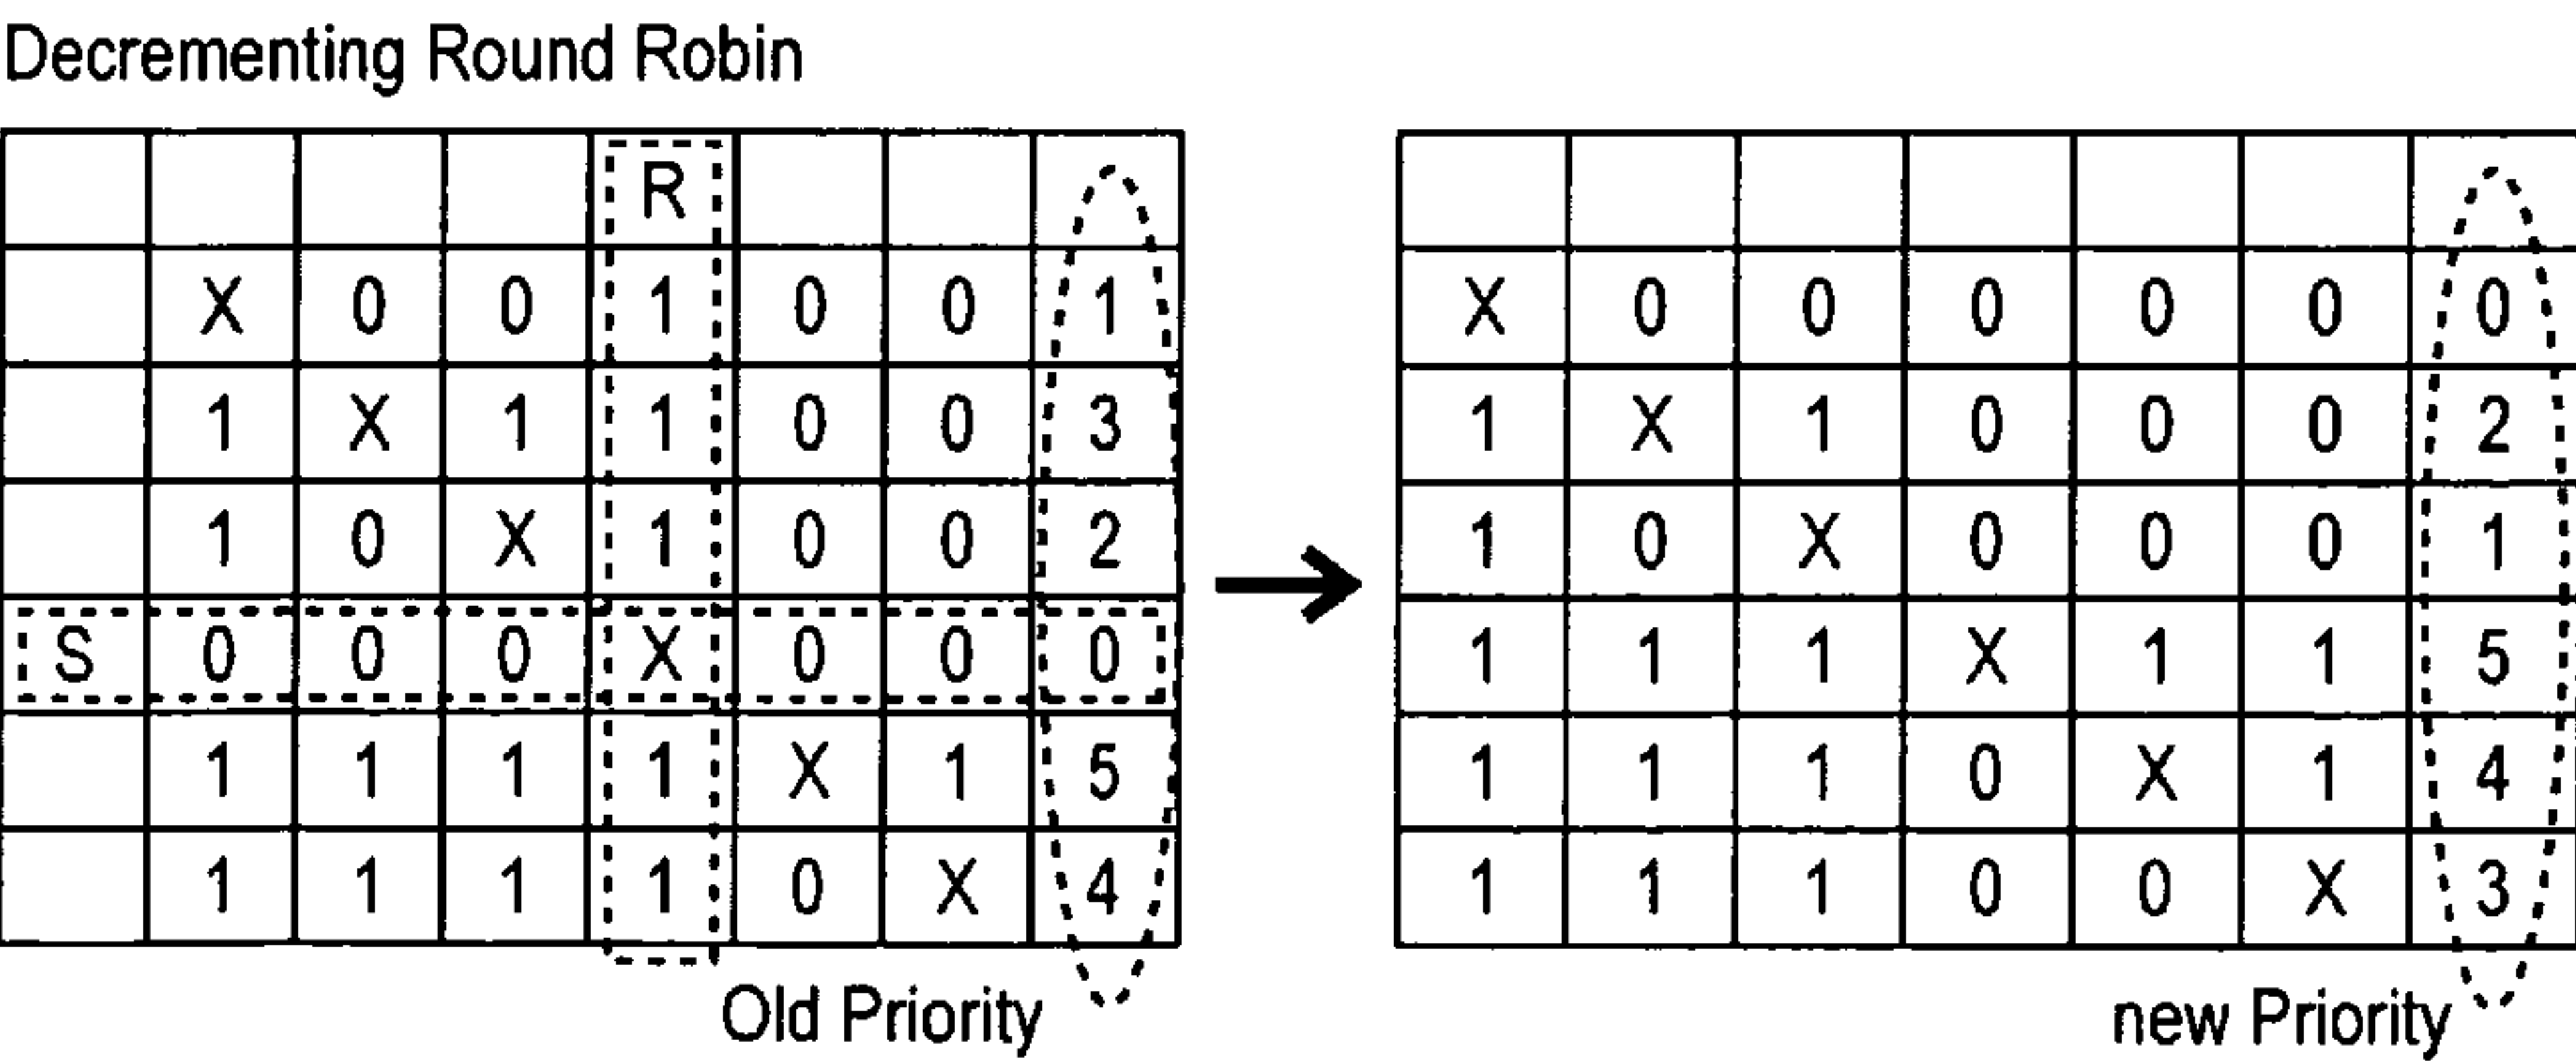 Decrementing Round Robin
R
X 0 0 1 0 0 1 X 0 0 0 0 0 0
1 X 1 1 0 0 3 1 X 1 0 0 0 2
1 0 X 1 0 0 2 1 0 X 0 0 0 1
S 0 0 0 X 0 0 0 1 1 1 X 1 1 5
1 1 1 1 X 1 5 1 1 1 0 X 1 4
1 1 1 1 0 X 4 1 1 1 0 0 X 3
Old Priority new Priority